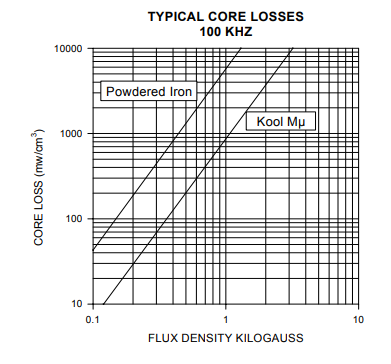 TYPICAL CORE LOSSES
100 KHZ
10000
Powdered Iron
Kool Mμ
1000
100
10
CORE LOSS (mw/cm³)
0.1 1 10
FLUX DENSITY KILOGAUSS